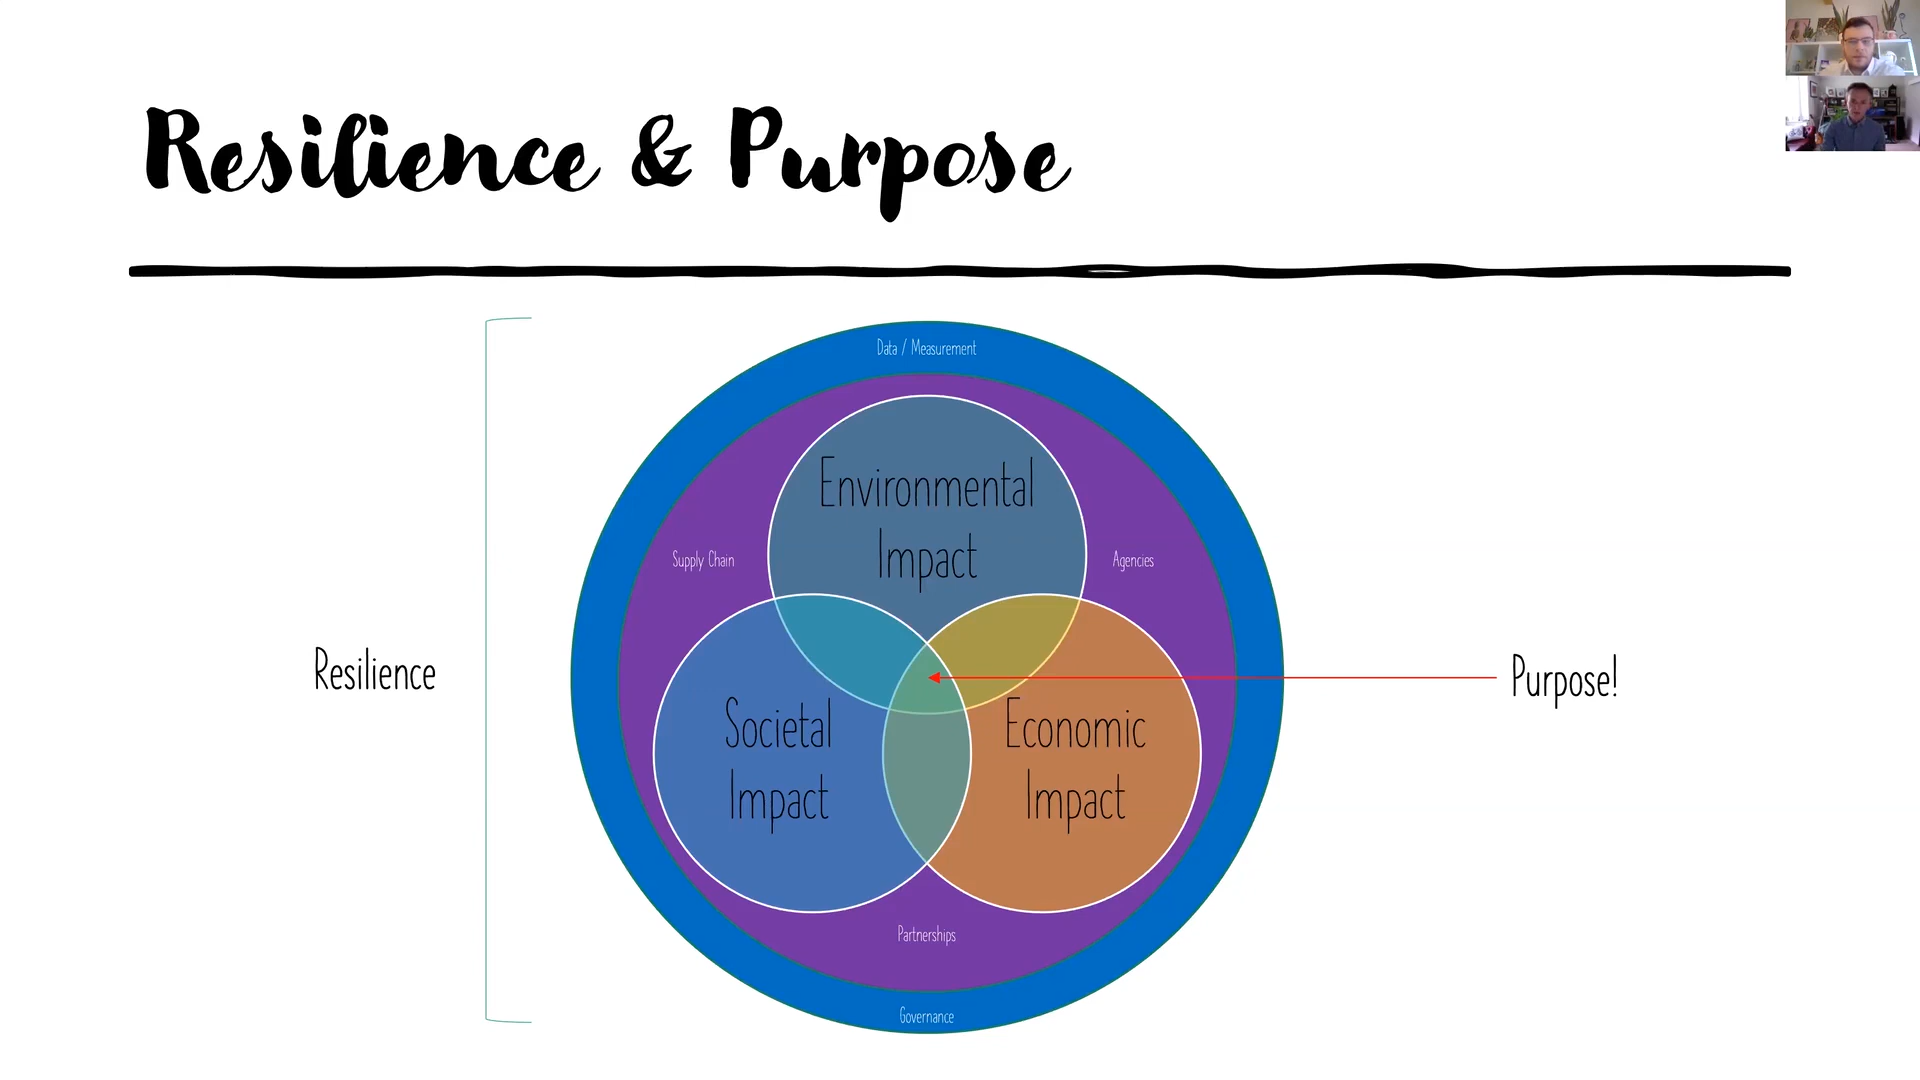 Resilience & Purpose
Data / Measurement
Environmental
Impact
Supply Chain
Agencies
Resilience
Purpose!
Societal
Impact
Economic
Impact
Partnerships
Governance